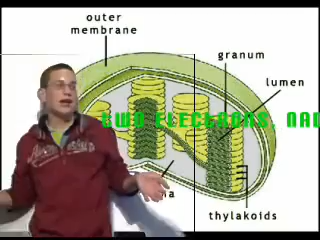 outer
membrane
granum
lumen
TWO ELECTRONS, NAD
thylakoids